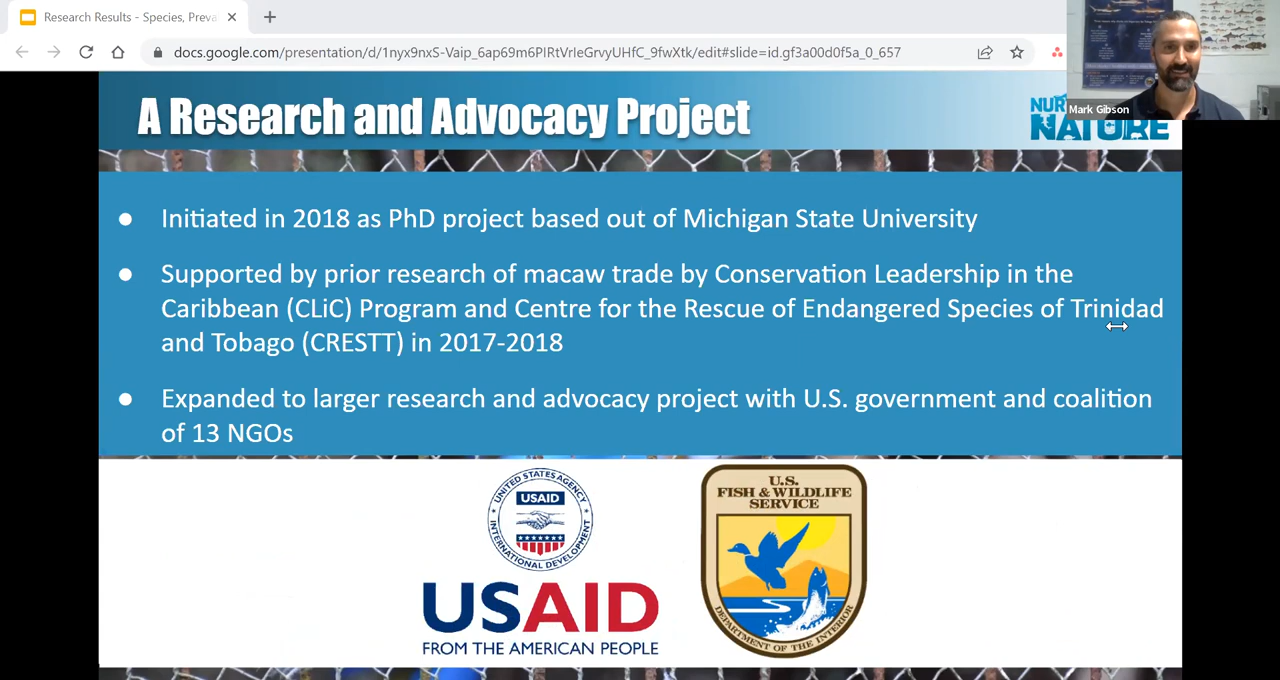 Research Results - Species, Preva
docs.google.com/presentation/d/1nyx9nxS-Vaip_6ap69m6PIRtVrIeGrvyUHfC_9fwXtk/edit#slide=id.gf3a00d0f5a_0_657
Mark Gibson
A Research and Advocacy Project
NUR
NATURE
● Initiated in 2018 as PhD project based out of Michigan State University
● Supported by prior research of macaw trade by Conservation Leadership in the
Caribbean (CLiC) Program and Centre for the Rescue of Endangered Species of Trinidad
and Tobago (CRESTT) in 2017-2018
● Expanded to larger research and advocacy project with U.S. government and coalition
of 13 NGOs
UNITED STATES AGENCY
USAID
INTERNATIONAL DEVELOPMENT
USAID
FROM THE AMERICAN PEOPLE
U.S.
FISH & WILDLIFE
SERVICE
DEPARTMENT OF THE INTERIOR